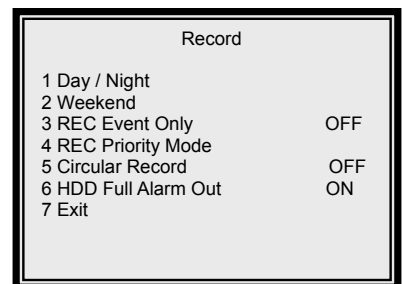 Record
1 Day / Night
2 Weekend
3 REC Event Only OFF
4 REC Priority Mode
5 Circular Record OFF
6 HDD Full Alarm Out ON
7 Exit